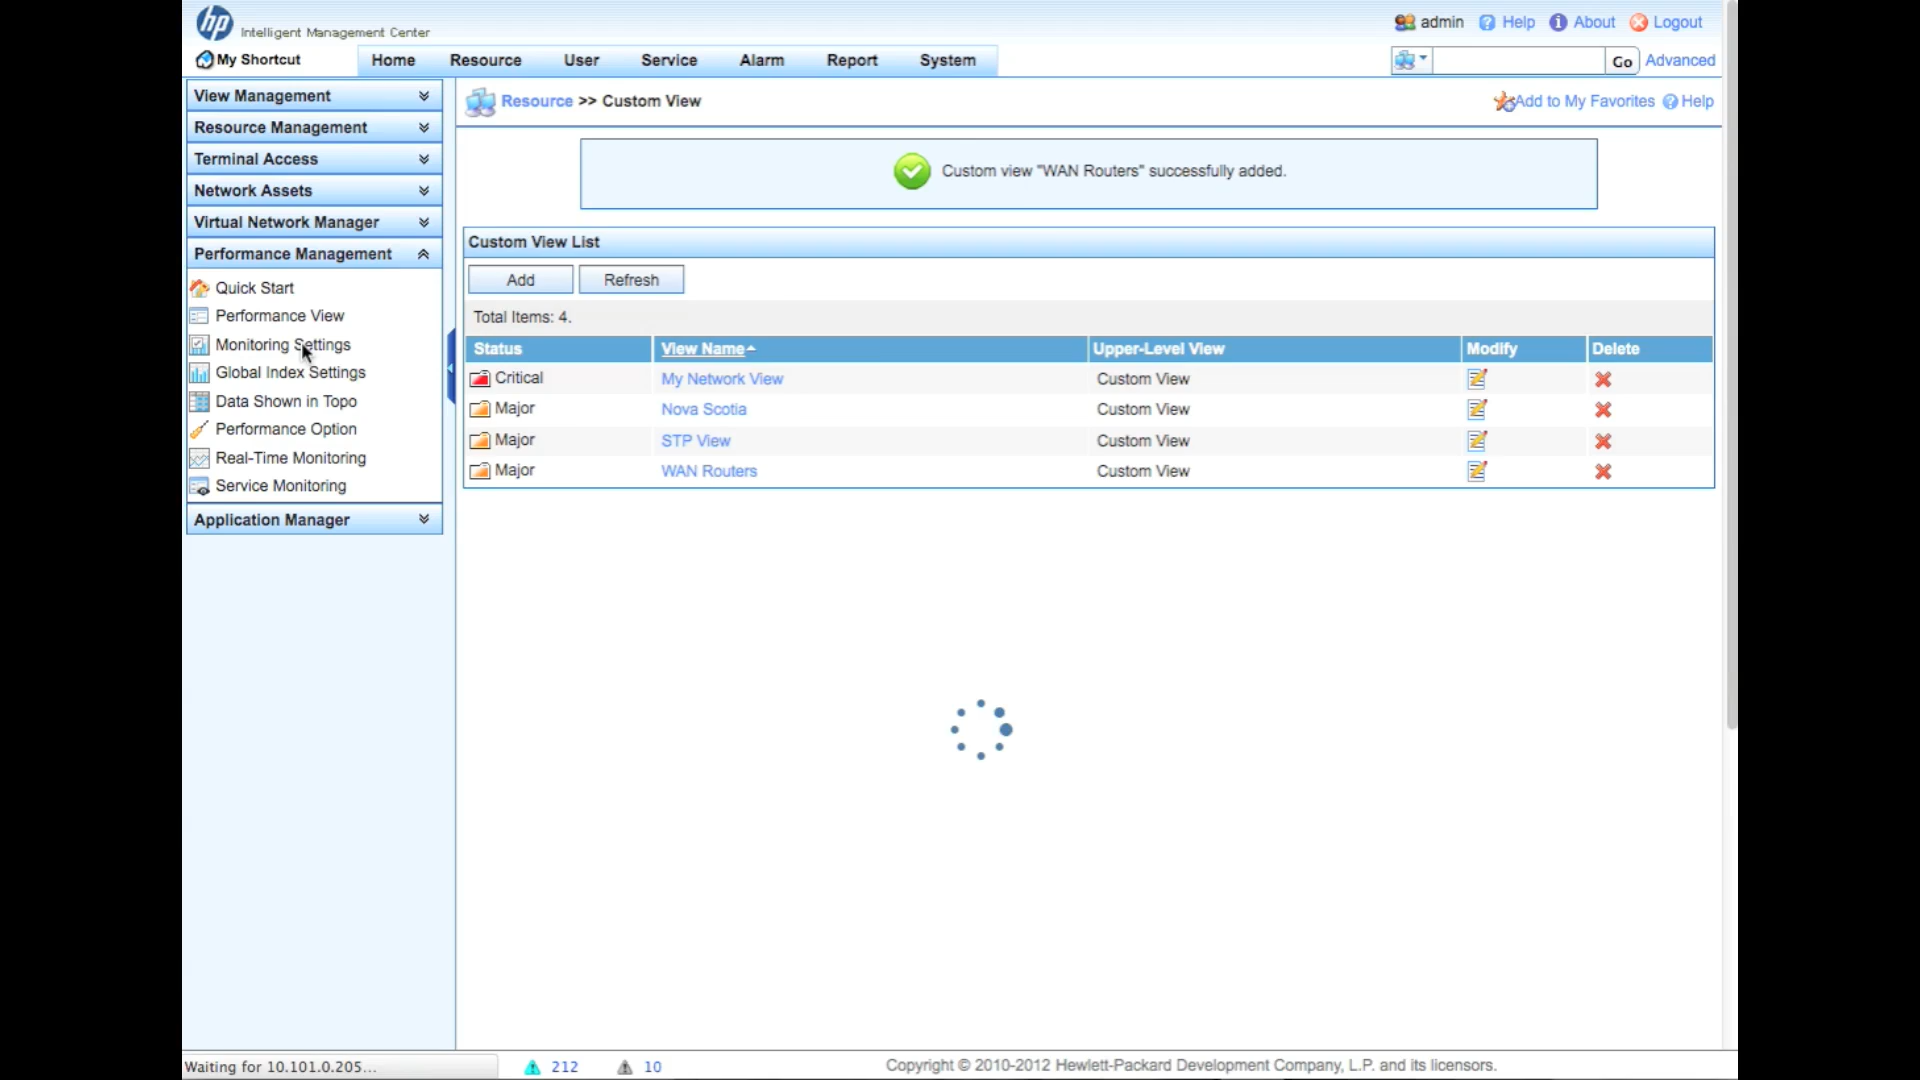 hp Intelligent Management Center
admin Help About Logout
My Shortcut
Home Resource User Service Alarm Report System
Go Advanced
View Management
Resource Management
Terminal Access
Network Assets
Virtual Network Manager
Performance Management
Quick Start
Performance View
Monitoring Settings
Global Index Settings
Data Shown in Topo
Performance Option
Real-Time Monitoring
Service Monitoring
Application Manager
Resource >> Custom View
Add to My Favorites Help
Custom view "WAN Routers" successfully added.
Custom View List
Add Refresh
Total Items: 4.
Status View Name Upper-Level View Modify Delete
Critical My Network View Custom View
Major Nova Scotia Custom View
Major STP View Custom View
Major WAN Routers Custom View
Waiting for 10.101.0.205...
212 10
Copyright © 2010-2012 Hewlett-Packard Development Company, L.P. and its licensors.